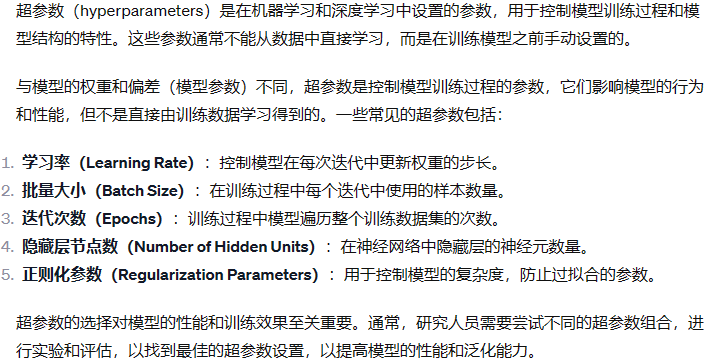 超参数（hyperparameters）是在机器学习和深度学习中设置的参数，用于控制模型训练过程和模
型结构的特性。这些参数通常不能从数据中直接学习，而是在训练模型之前手动设置的。
与模型的权重和偏差（模型参数）不同，超参数是控制模型训练过程的参数，它们影响模型的行为
和性能，但不是直接由训练数据学习得到的。一些常见的超参数包括：
1. 学习率（Learning Rate）：控制模型在每次迭代中更新权重的步长。
2. 批量大小（Batch Size）：在训练过程中每个迭代中使用的样本数量。
3. 迭代次数（Epochs）：训练过程中模型遍历整个训练数据集的次数。
4. 隐藏层节点数（Number of Hidden Units）：在神经网络中隐藏层的神经元数量。
5. 正则化参数（Regularization Parameters）：用于控制模型的复杂度，防止过拟合的参数。
超参数的选择对模型的性能和训练效果至关重要。通常，研究人员需要尝试不同的超参数组合，进
行实验和评估，以找到最佳的超参数设置，以提高模型的性能和泛化能力。